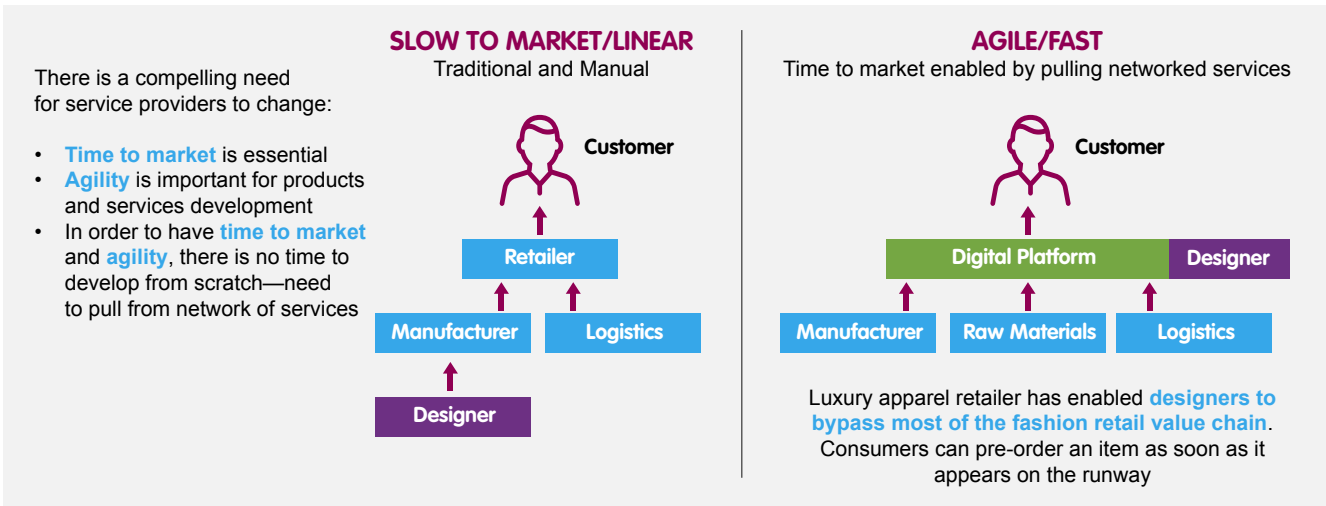 There is a compelling need
for service providers to change:
• Time to market is essential
• Agility is important for products
and services development
• In order to have time to market
and agility, there is no time to
develop from scratch—need
to pull from network of services
SLOW TO MARKET/LINEAR
Traditional and Manual
Customer
Retailer
Manufacturer
Logistics
Designer
AGILE/FAST
Time to market enabled by pulling networked services
Customer
Digital Platform
Designer
Manufacturer
Raw Materials
Logistics
Luxury apparel retailer has enabled designers to
bypass most of the fashion retail value chain.
Consumers can pre-order an item as soon as it
appears on the runway